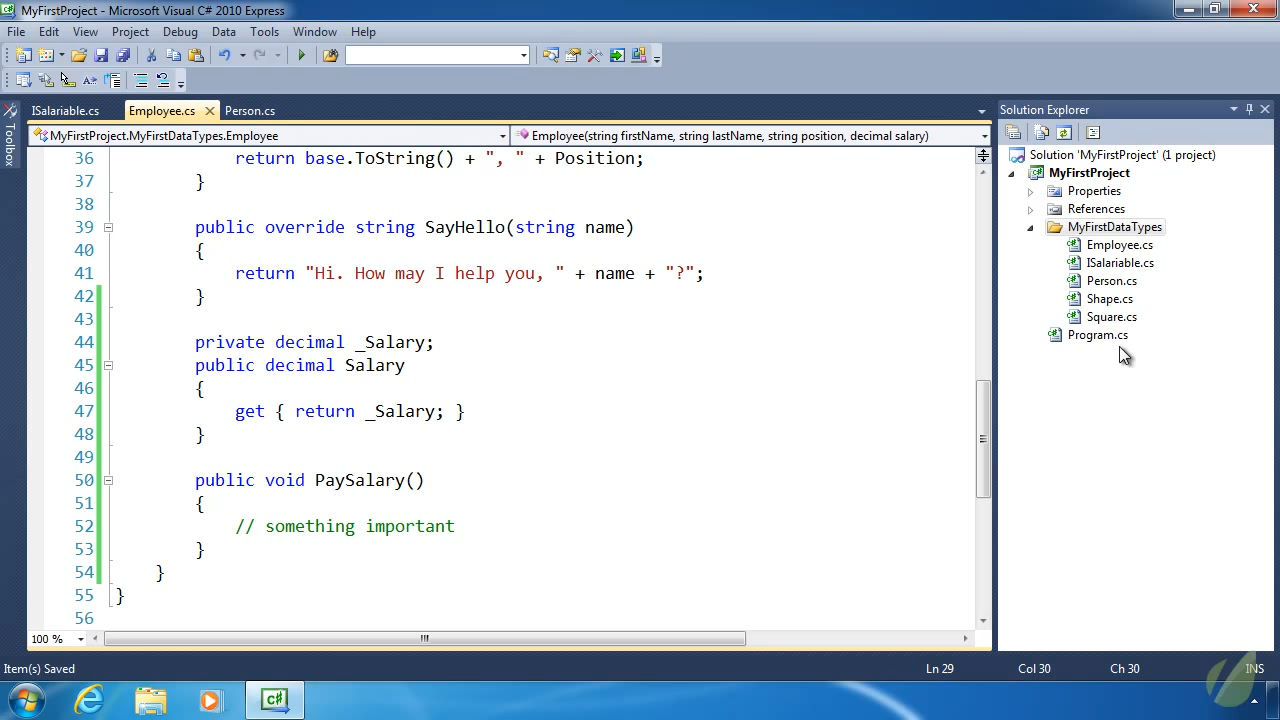 MyFirstProject - Microsoft Visual C# 2010 Express
File Edit View Project Debug Data Tools Window Help
Toolbox
ISalariable.cs Employee.cs Person.cs
MyFirstProject.MyFirstDataTypes.Employee
Employee(string firstName, string lastName, string position, decimal salary)
36 return base.ToString() + ", " + Position;
37 }
38
39 public override string SayHello(string name)
40 {
41 return "Hi. How may I help you, " + name + "?";
42 }
43
44 private decimal _Salary;
45 public decimal Salary
46 {
47 get { return _Salary; }
48 }
49
50 public void PaySalary()
51 {
52 // something important
53 }
54 }
55 }
56
100 %
Solution Explorer
Solution 'MyFirstProject' (1 project)
MyFirstProject
Properties
References
MyFirstDataTypes
Employee.cs
ISalariable.cs
Person.cs
Shape.cs
Square.cs
Program.cs
Item(s) Saved Ln 29 Col 30 Ch 30 INS